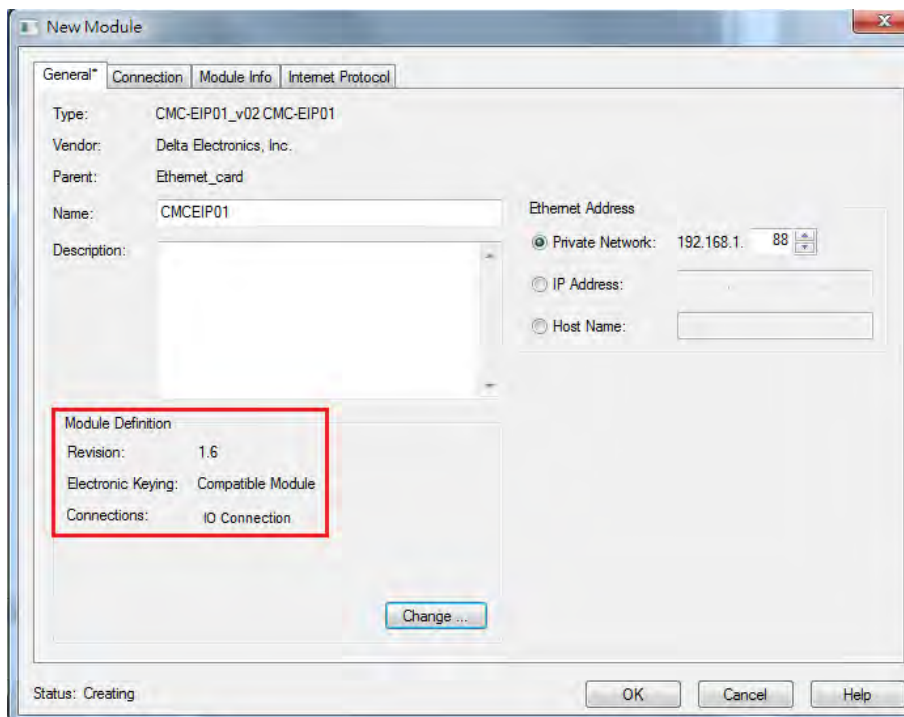 New Module
General* Connection Module Info Internet Protocol
Type: CMC-EIP01_v02 CMC-EIP01
Vendor: Delta Electronics, Inc.
Parent: Ethernet_card
Name: CMCEIP01
Description:
Ethernet Address
Private Network: 192.168.1. 88
IP Address:
Host Name:
Module Definition
Revision: 1.6
Electronic Keying: Compatible Module
Connections: IO Connection
Change ...
Status: Creating
OK Cancel Help